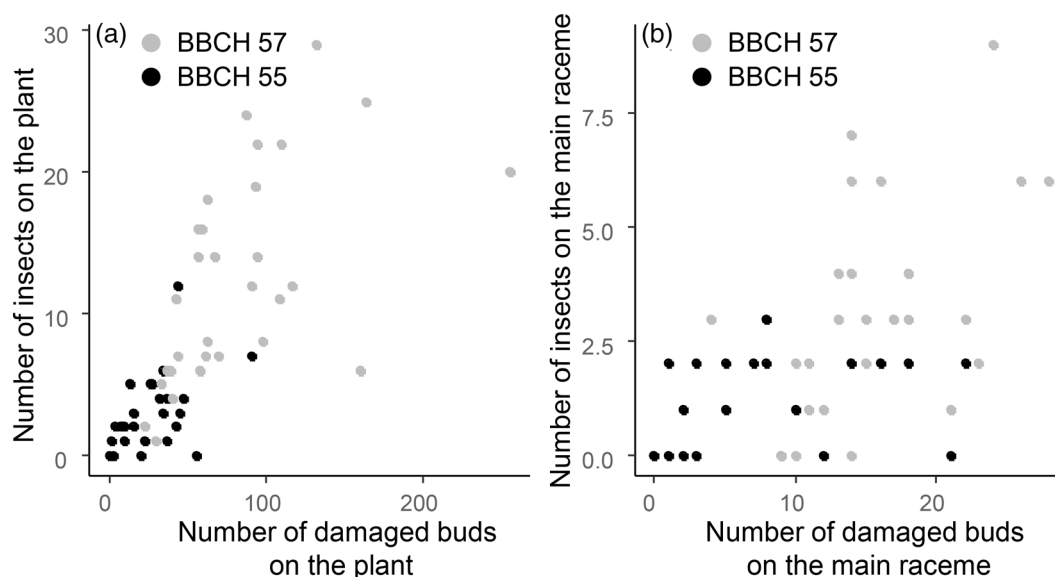 (a)
BBCH 57
BBCH 55
Number of insects on the plant
30
20
10
0
0
100
200
Number of damaged buds
on the plant
(b)
BBCH 57
BBCH 55
Number of insects on the main raceme
7.5
5.0
2.5
0.0
0
10
20
Number of damaged buds
on the main raceme